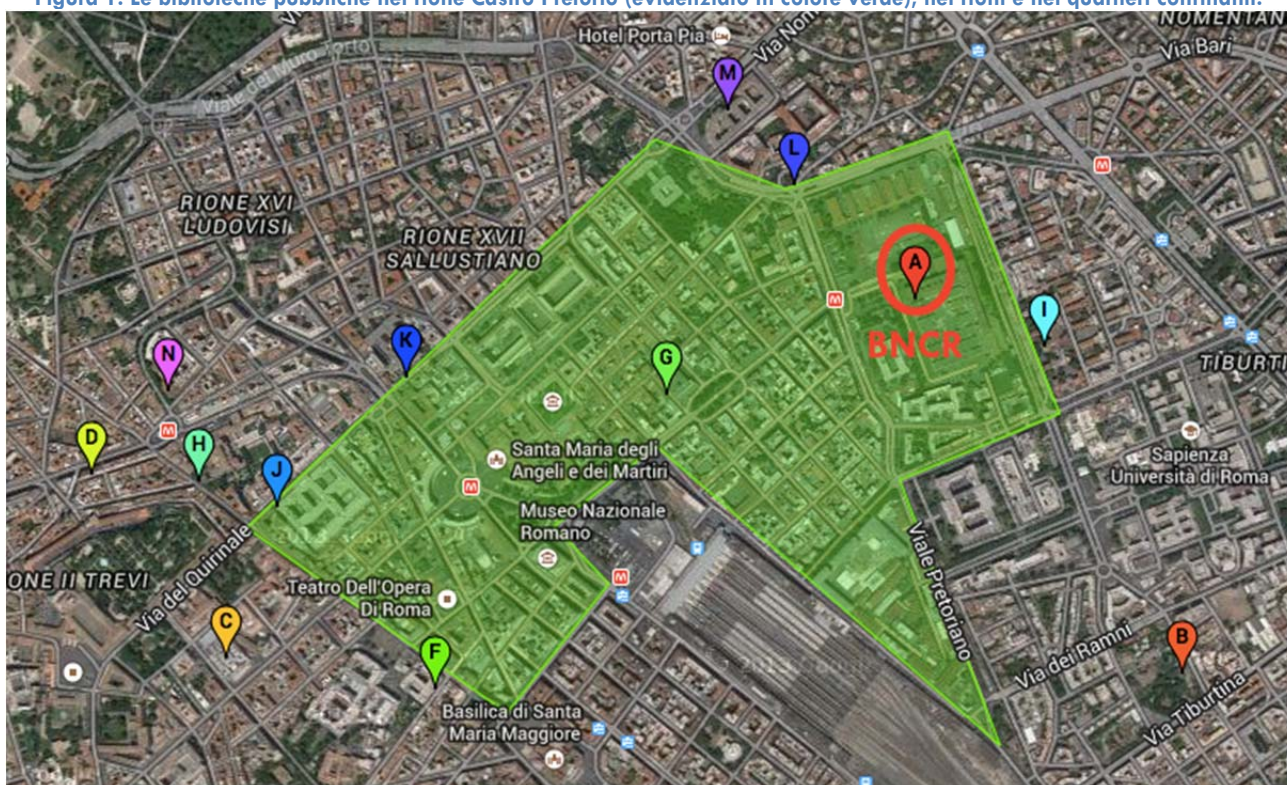 Figura 1. Le biblioteche pubbliche nel rione Castro Pretorio (evidenziato in colore verde), nei rioni e nei quartieri confinanti.
NOMENTAN
Hotel Porta Pia
Via Nom
Via Bari
M
Viale del Muro Torto
L
RIONE XVI
LUDOVISI
RIONE XVII
SALLUSTIANO
A
BNCR
I
K
N
G
TIBURTI
D
H
J
Santa Maria degli
Angeli e dei Martiri
Sapienza
Università di Roma
Museo Nazionale
Romano
ONE II TREVI
Via del Quirinale
Teatro Dell'Opera
Di Roma
Viale Pretoriano
C
F
B
Via dei Ramni
Via Tiburtina
Basilica di Santa
Maria Maggiore